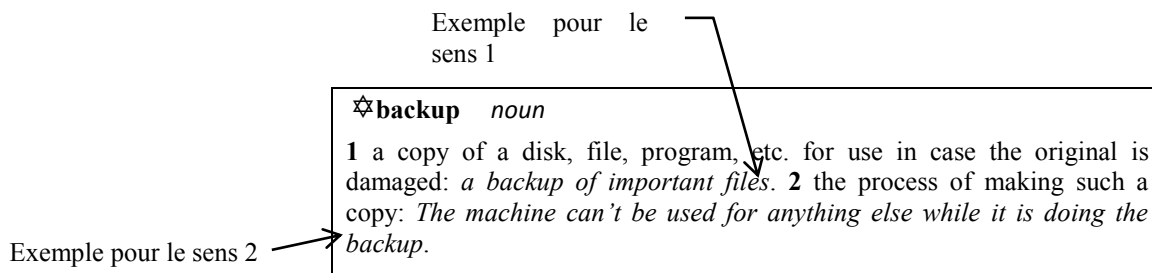 Exemple pour le
sens 1
✡backup noun
1 a copy of a disk, file, program, etc. for use in case the original is
damaged: a backup of important files. 2 the process of making such a
copy: The machine can't be used for anything else while it is doing the
backup.
Exemple pour le sens 2